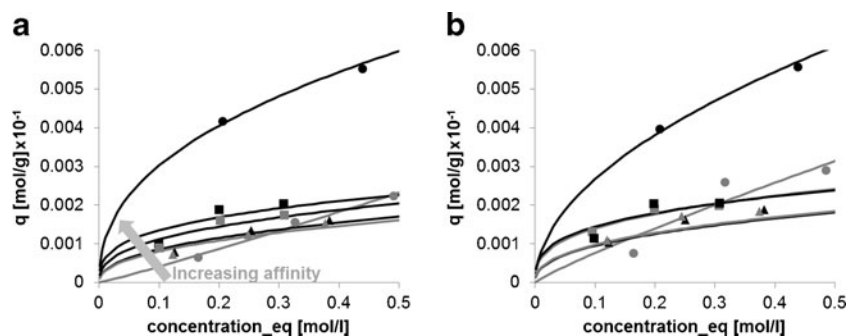 a
q [mol/g]x10⁻¹
0.006
0.005
0.004
0.003
0.002
0.001
0
Increasing affinity
0 0.1 0.2 0.3 0.4 0.5
concentration_eq [mol/l]
b
q [mol/g]x10⁻¹
0.006
0.005
0.004
0.003
0.002
0.001
0
0 0.1 0.2 0.3 0.4 0.5
concentration_eq [mol/l]